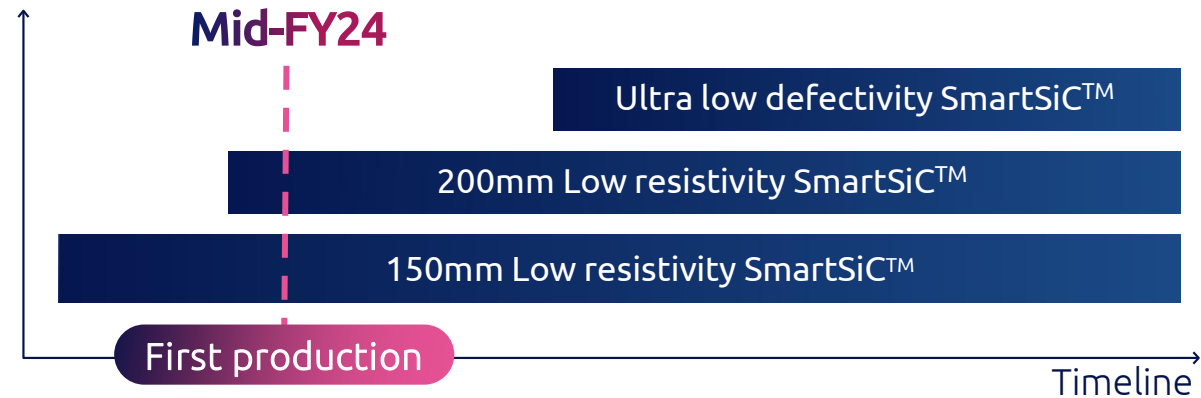 Mid-FY24
Ultra low defectivity SmartSiC™
200mm Low resistivity SmartSiC™
150mm Low resistivity SmartSiC™
First production
Timeline